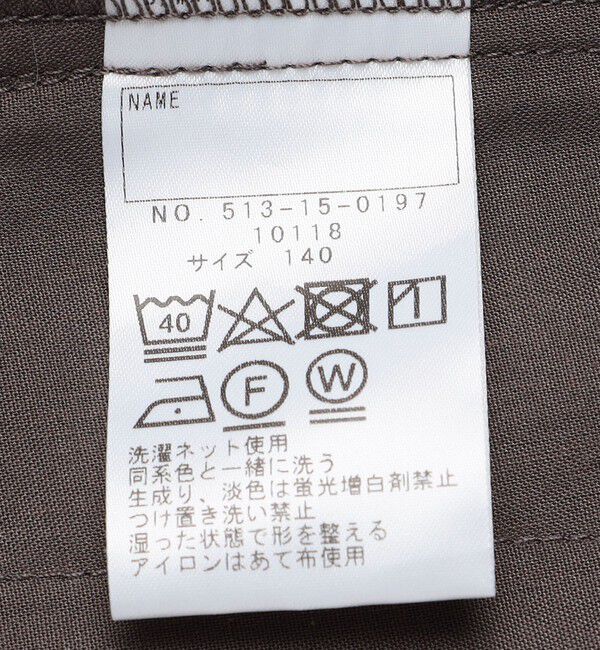 NAME
NO. 513-15-0197
10118
サイズ 140
40
F W
洗濯ネット使用
同系色と一緒に洗う
生成り、淡色は蛍光増白剤禁止
つけ置き洗い禁止
湿った状態で形を整える
アイロンはあて布使用